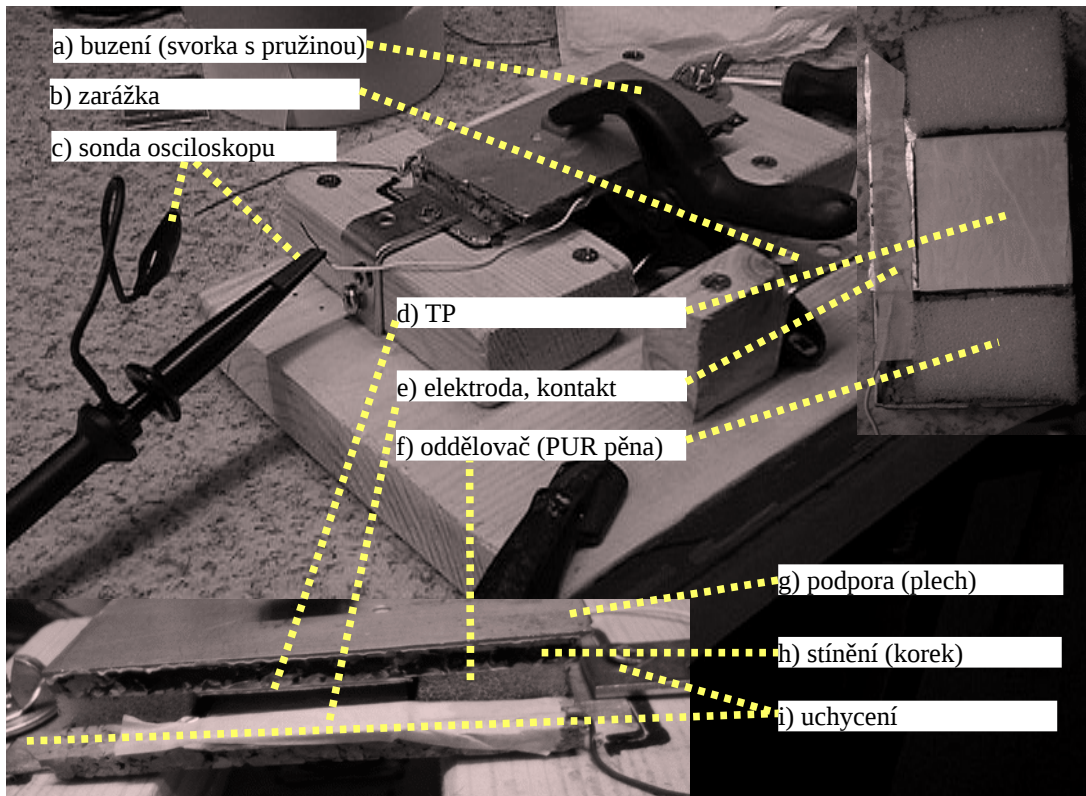 a) buzení (svorka s pružinou)
b) zarážka
c) sonda osciloskopu
d) TP
e) elektroda, kontakt
f) oddělovač (PUR pěna)
g) podpora (plech)
h) stínění (korek)
i) uchycení